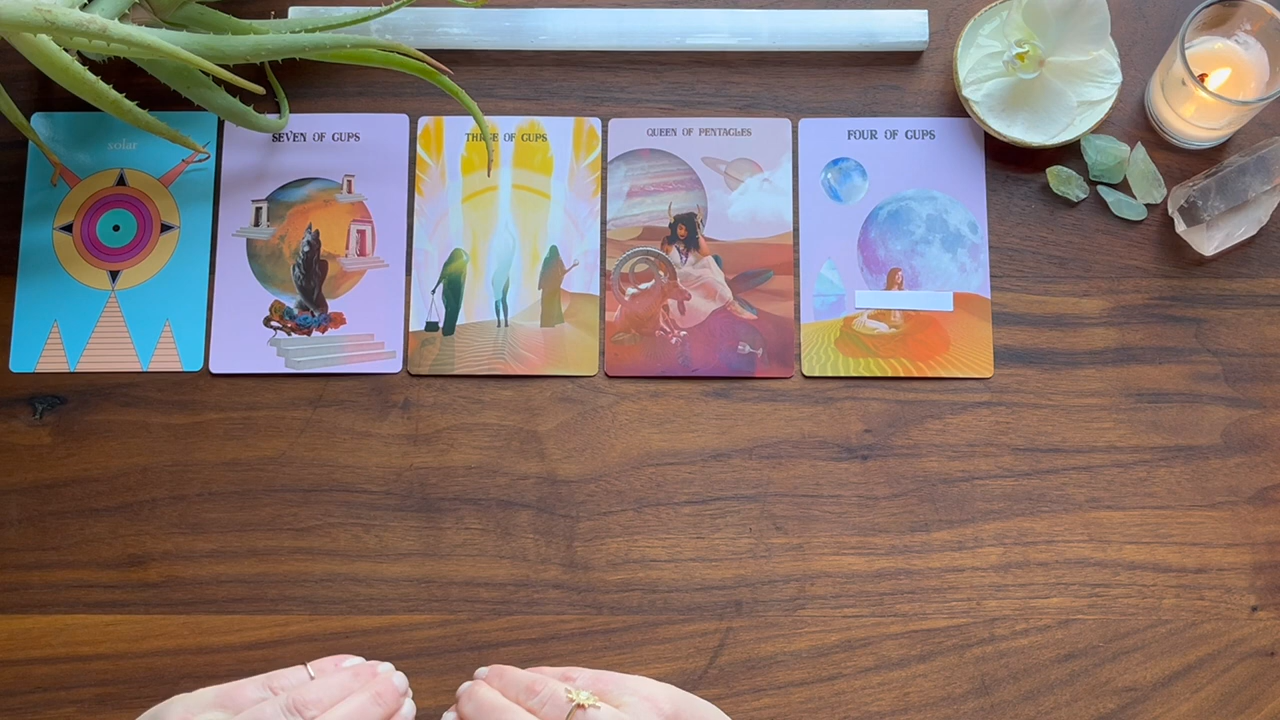 solar
SEVEN OF CUPS
THREE OF CUPS
QUEEN OF PENTACLES
FOUR OF CUPS